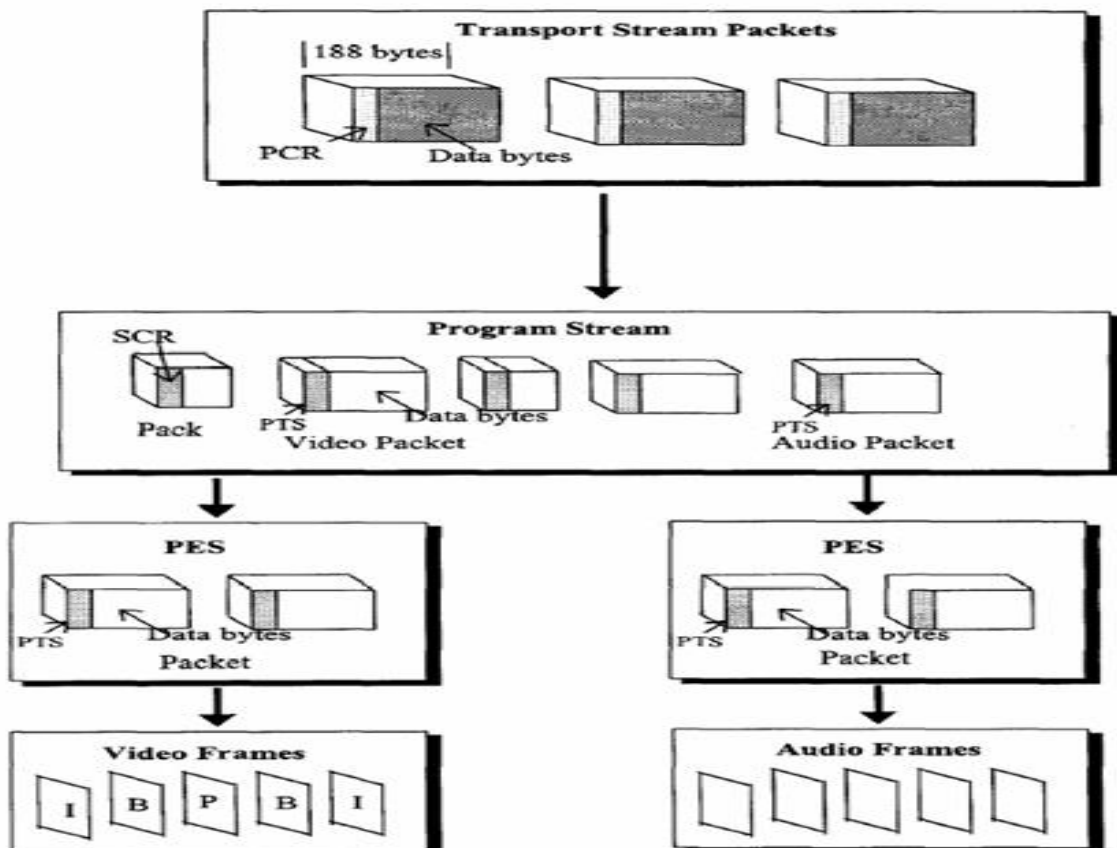 Transport Stream Packets
188 bytes
PCR
Data bytes
Program Stream
SCR
Pack
PTS
Data bytes
Video Packet
PTS
Audio Packet
PES
PTS
Data bytes
Packet
PES
PTS
Data bytes
Packet
Video Frames
I B P B I
Audio Frames